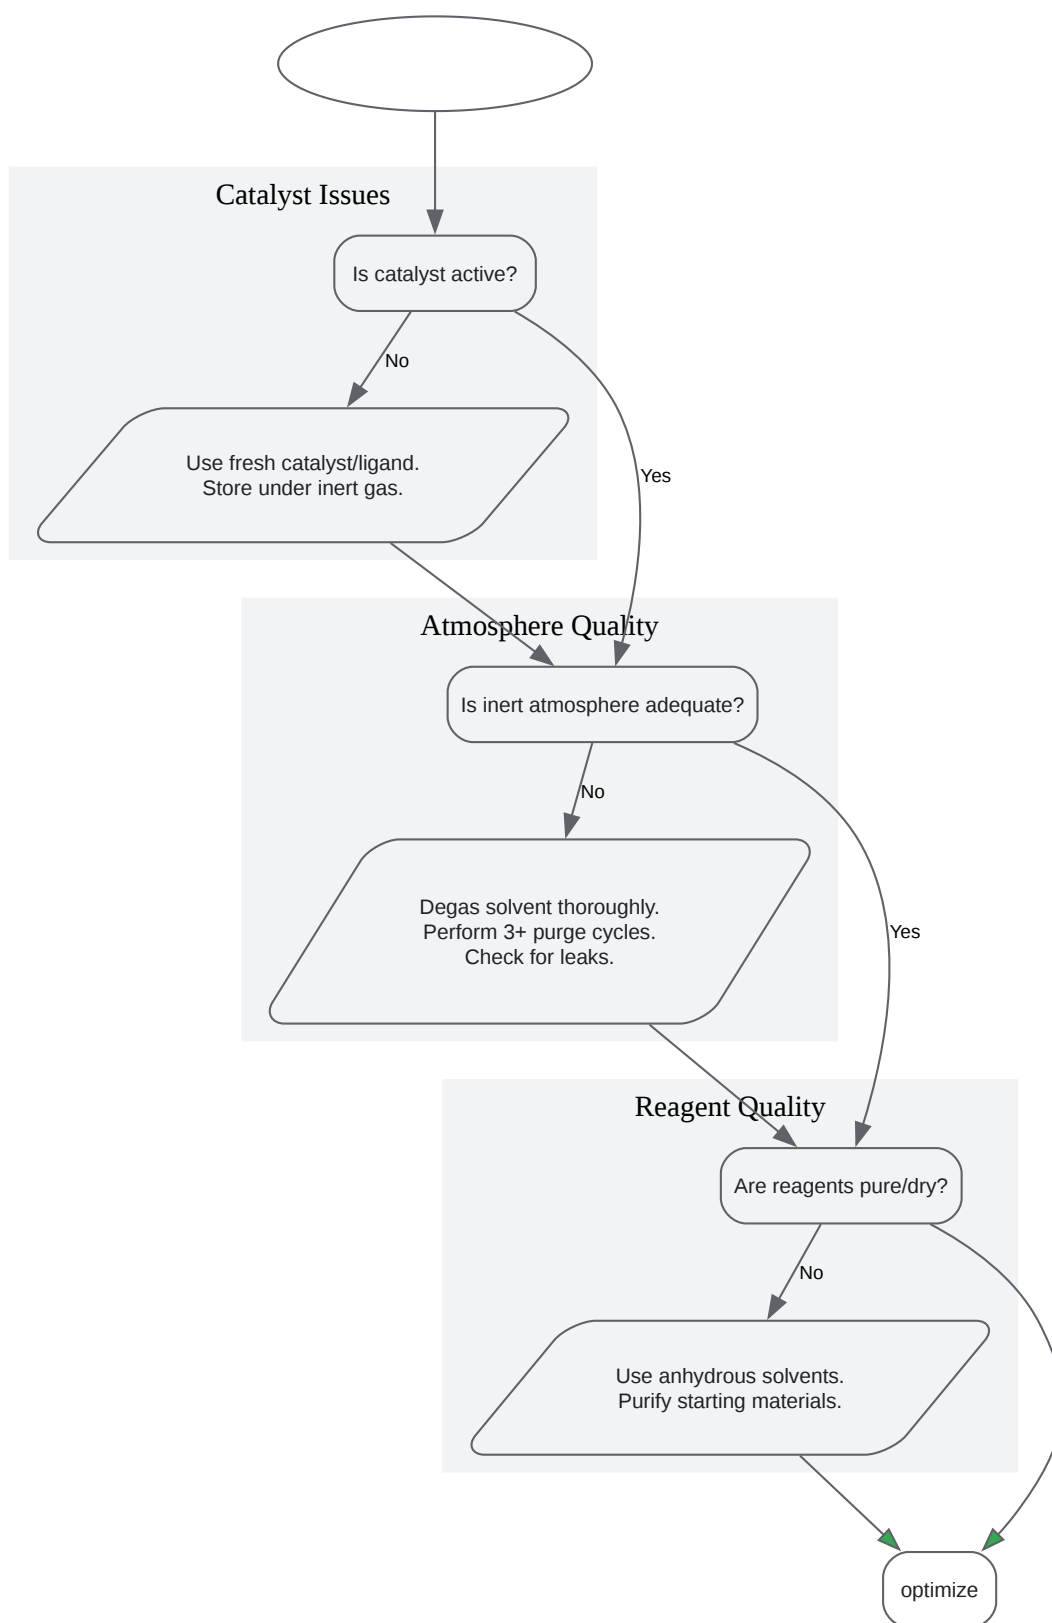 Catalyst Issues
Is catalyst active?
No
Use fresh catalyst/ligand.
Store under inert gas.
Yes
Atmosphere Quality
Is inert atmosphere adequate?
No
Degas solvent thoroughly.
Perform 3+ purge cycles.
Check for leaks.
Yes
Reagent Quality
Are reagents pure/dry?
No
Use anhydrous solvents.
Purify starting materials.
optimize